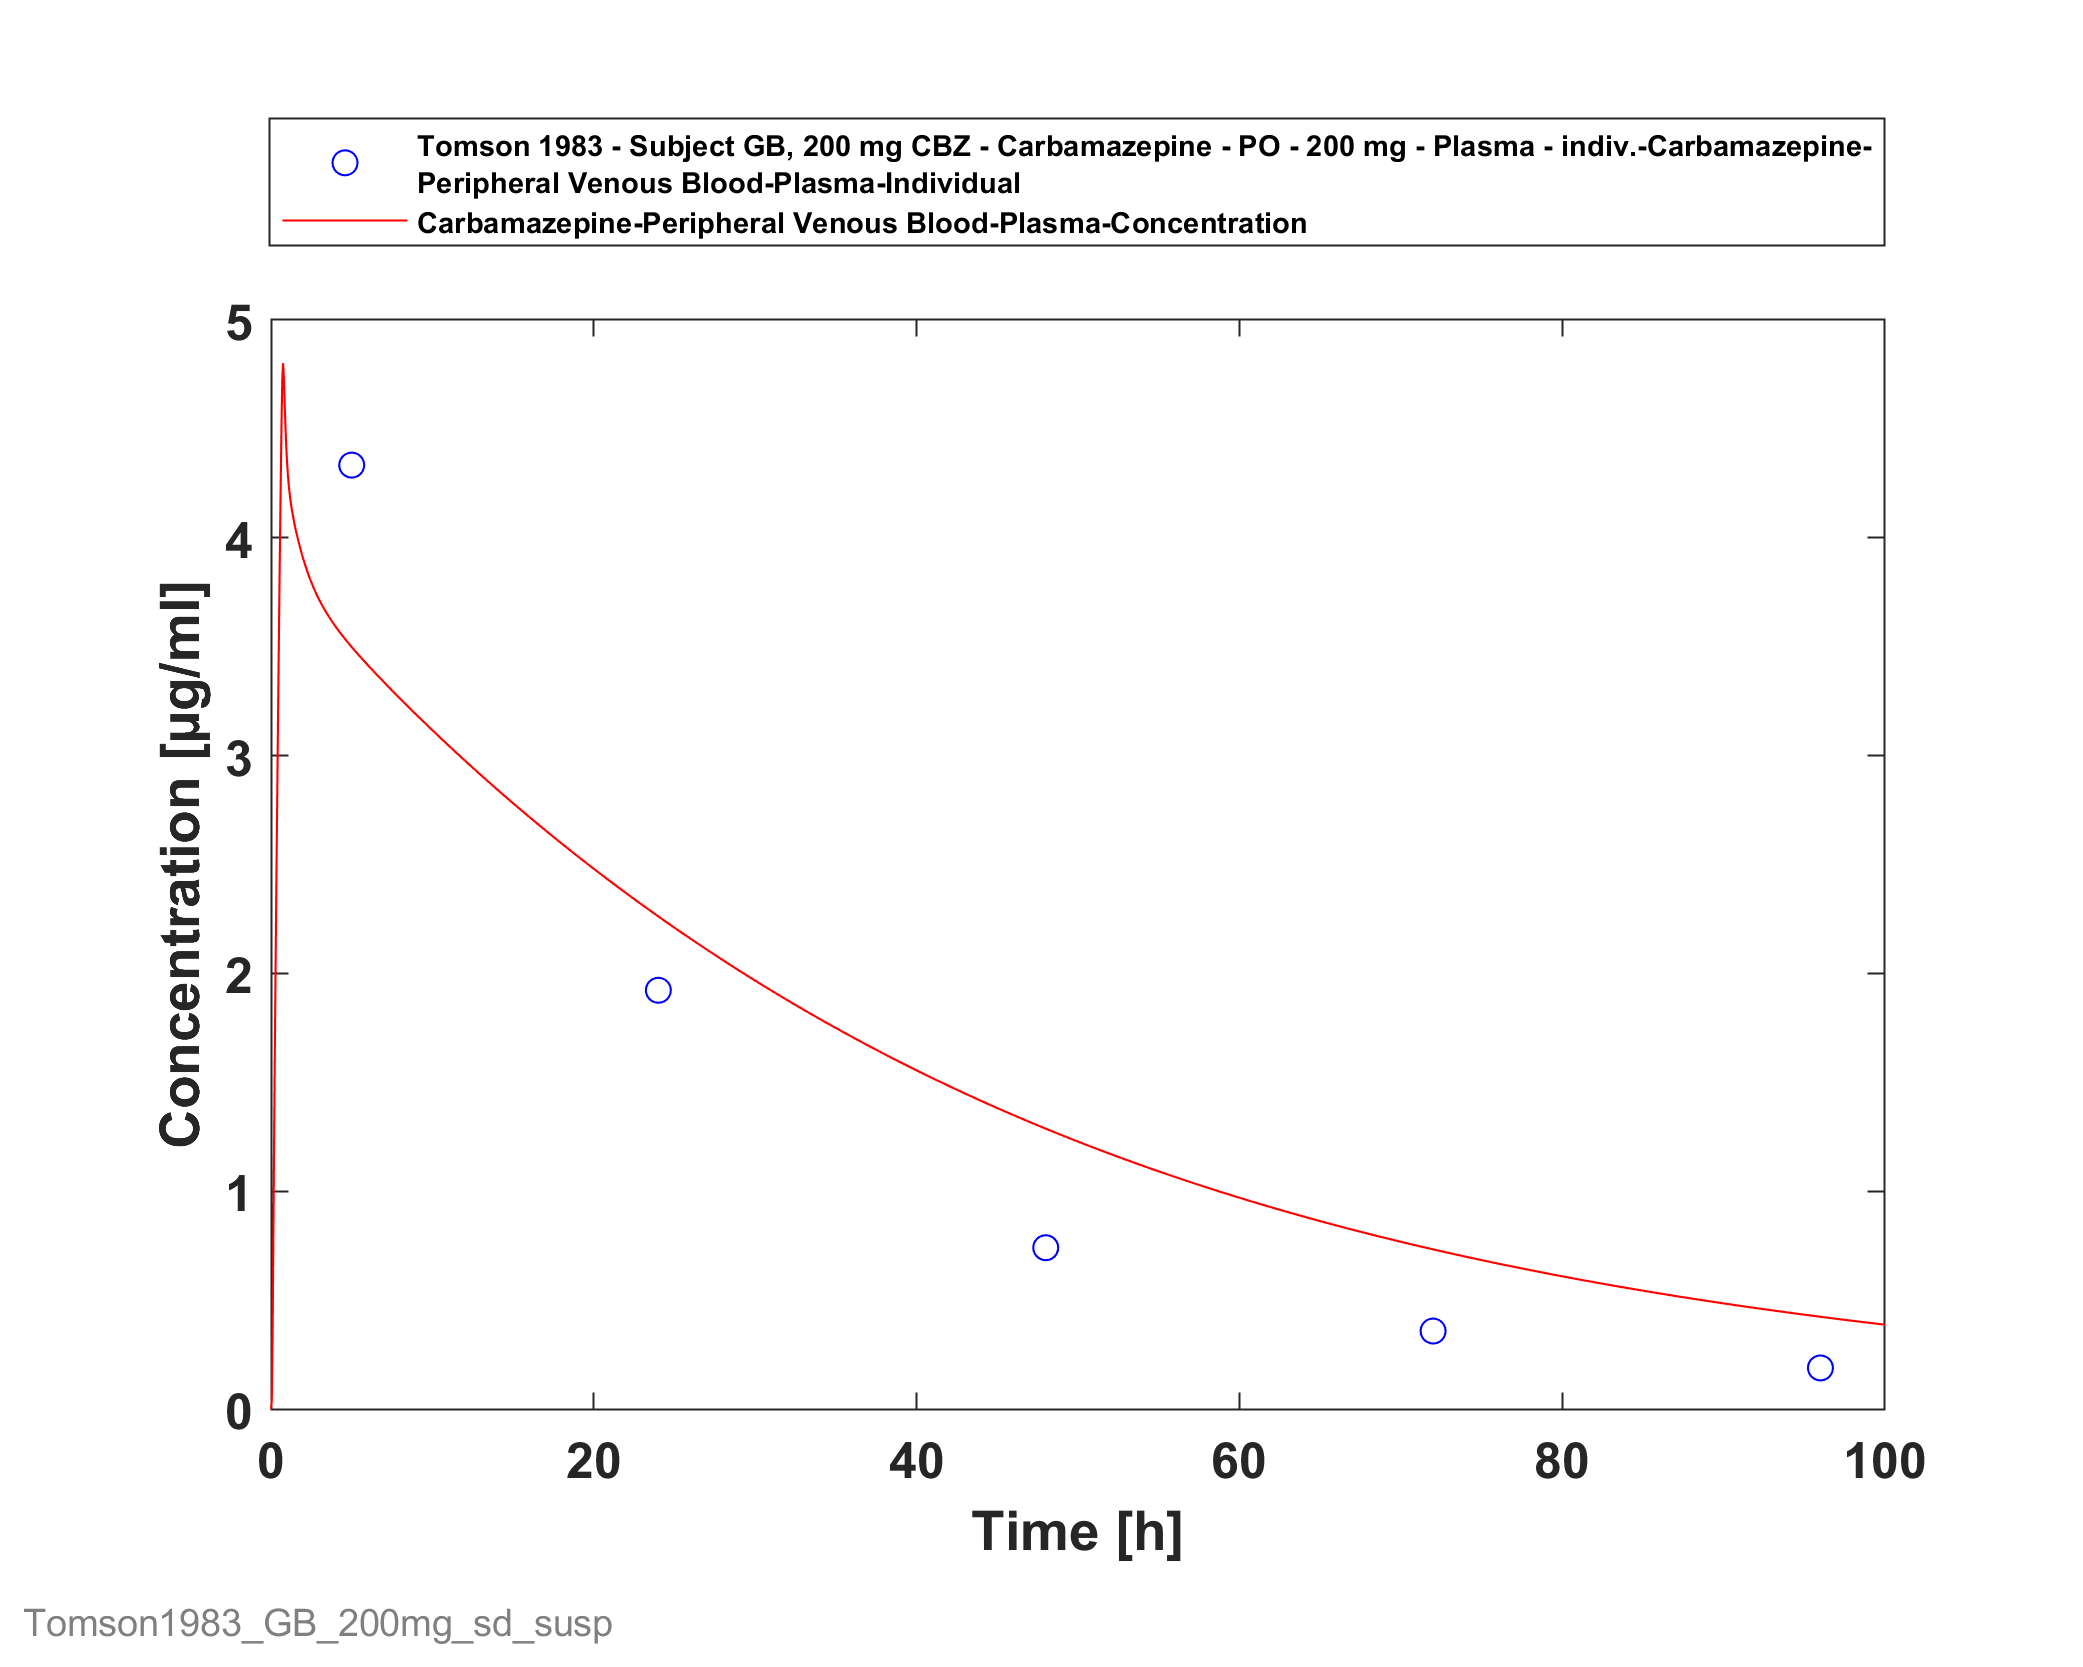 Tomson 1983 - Subject GB, 200 mg CBZ - Carbamazepine - PO - 200 mg - Plasma - indiv.-Carbamazepine-
Peripheral Venous Blood-Plasma-Individual
Carbamazepine-Peripheral Venous Blood-Plasma-Concentration
5
4
3
2
1
0
Concentration [µg/ml]
0 20 40 60 80 100
Time [h]
Tomson1983_GB_200mg_sd_susp